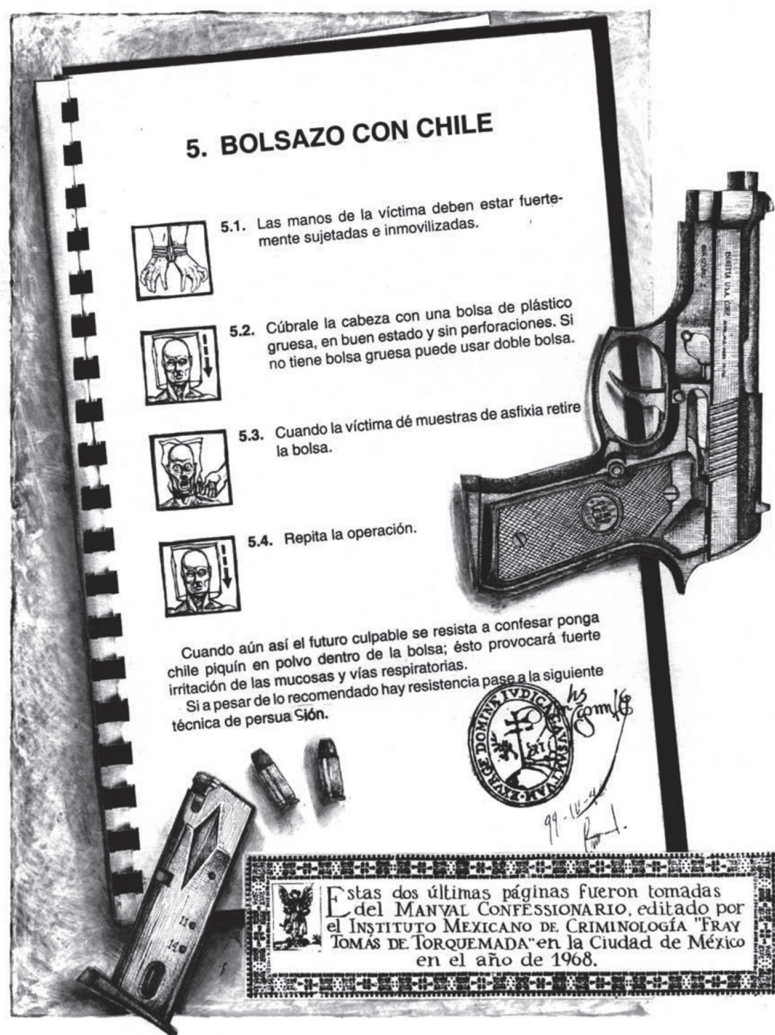 5. BOLSAZO CON CHILE
5.1. Las manos de la víctima deben estar fuerte-
mente sujetadas e inmovilizadas.
5.2. Cúbrale la cabeza con una bolsa de plástico
gruesa, en buen estado y sin perforaciones. Si
no tiene bolsa gruesa puede usar doble bolsa.
5.3. Cuando la víctima dé muestras de asfixia retire
la bolsa.
5.4. Repita la operación.
Cuando aún así el futuro culpable se resista a confesar ponga
chile piquín en polvo dentro de la bolsa; ésto provocará fuerte
irritación de las mucosas y vías respiratorias.
Si a pesar de lo recomendado hay resistencia pase a la siguiente
técnica de persuasión.
EXURGE DOMINE JVDICA CAVSAM TVAM
Estas dos últimas páginas fueron tomadas
del MANVAL CONFESSIONARIO, editado por
el INSTITUTO MEXICANO DE CRIMINOLOGÍA "FRAY
TOMÁS DE TORQUEMADA" en la Ciudad de México
en el año de 1968.